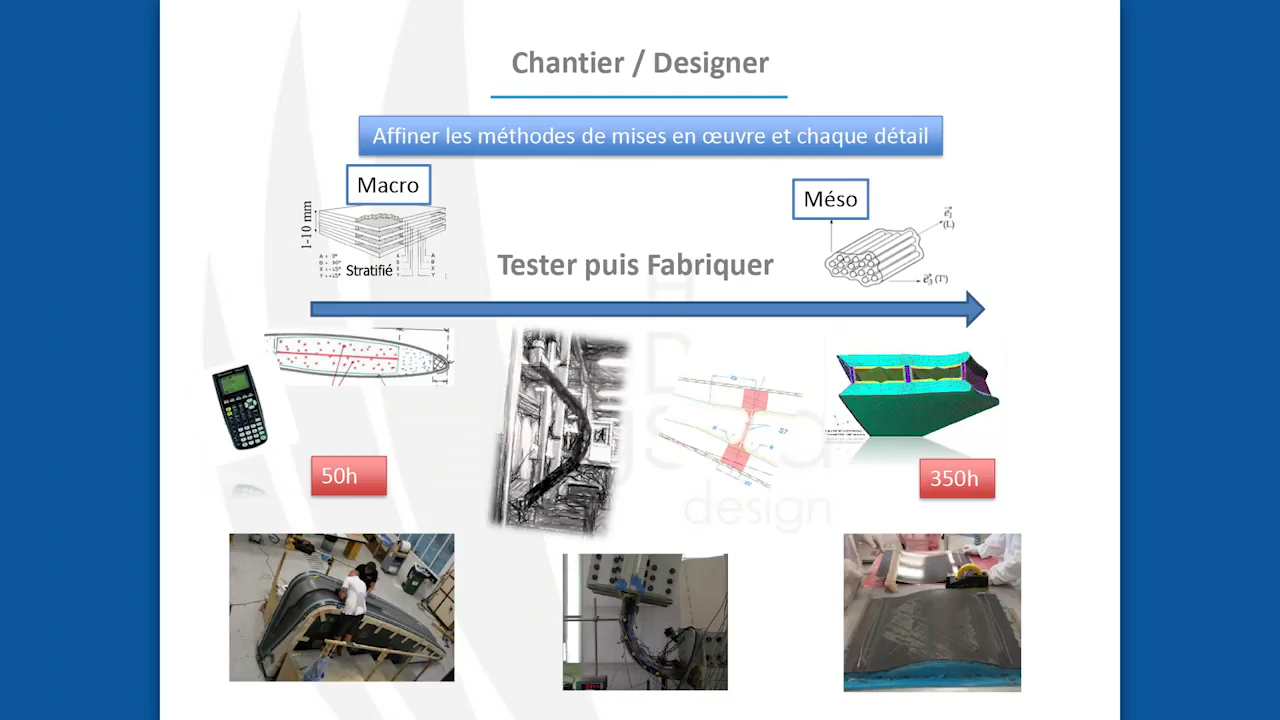 Chantier / Designer
Affiner les méthodes de mises en œuvre et chaque détail
Macro
Méso
1-10 mm
Stratifié
(L)
(T)
Tester puis Fabriquer
50h
350h
design